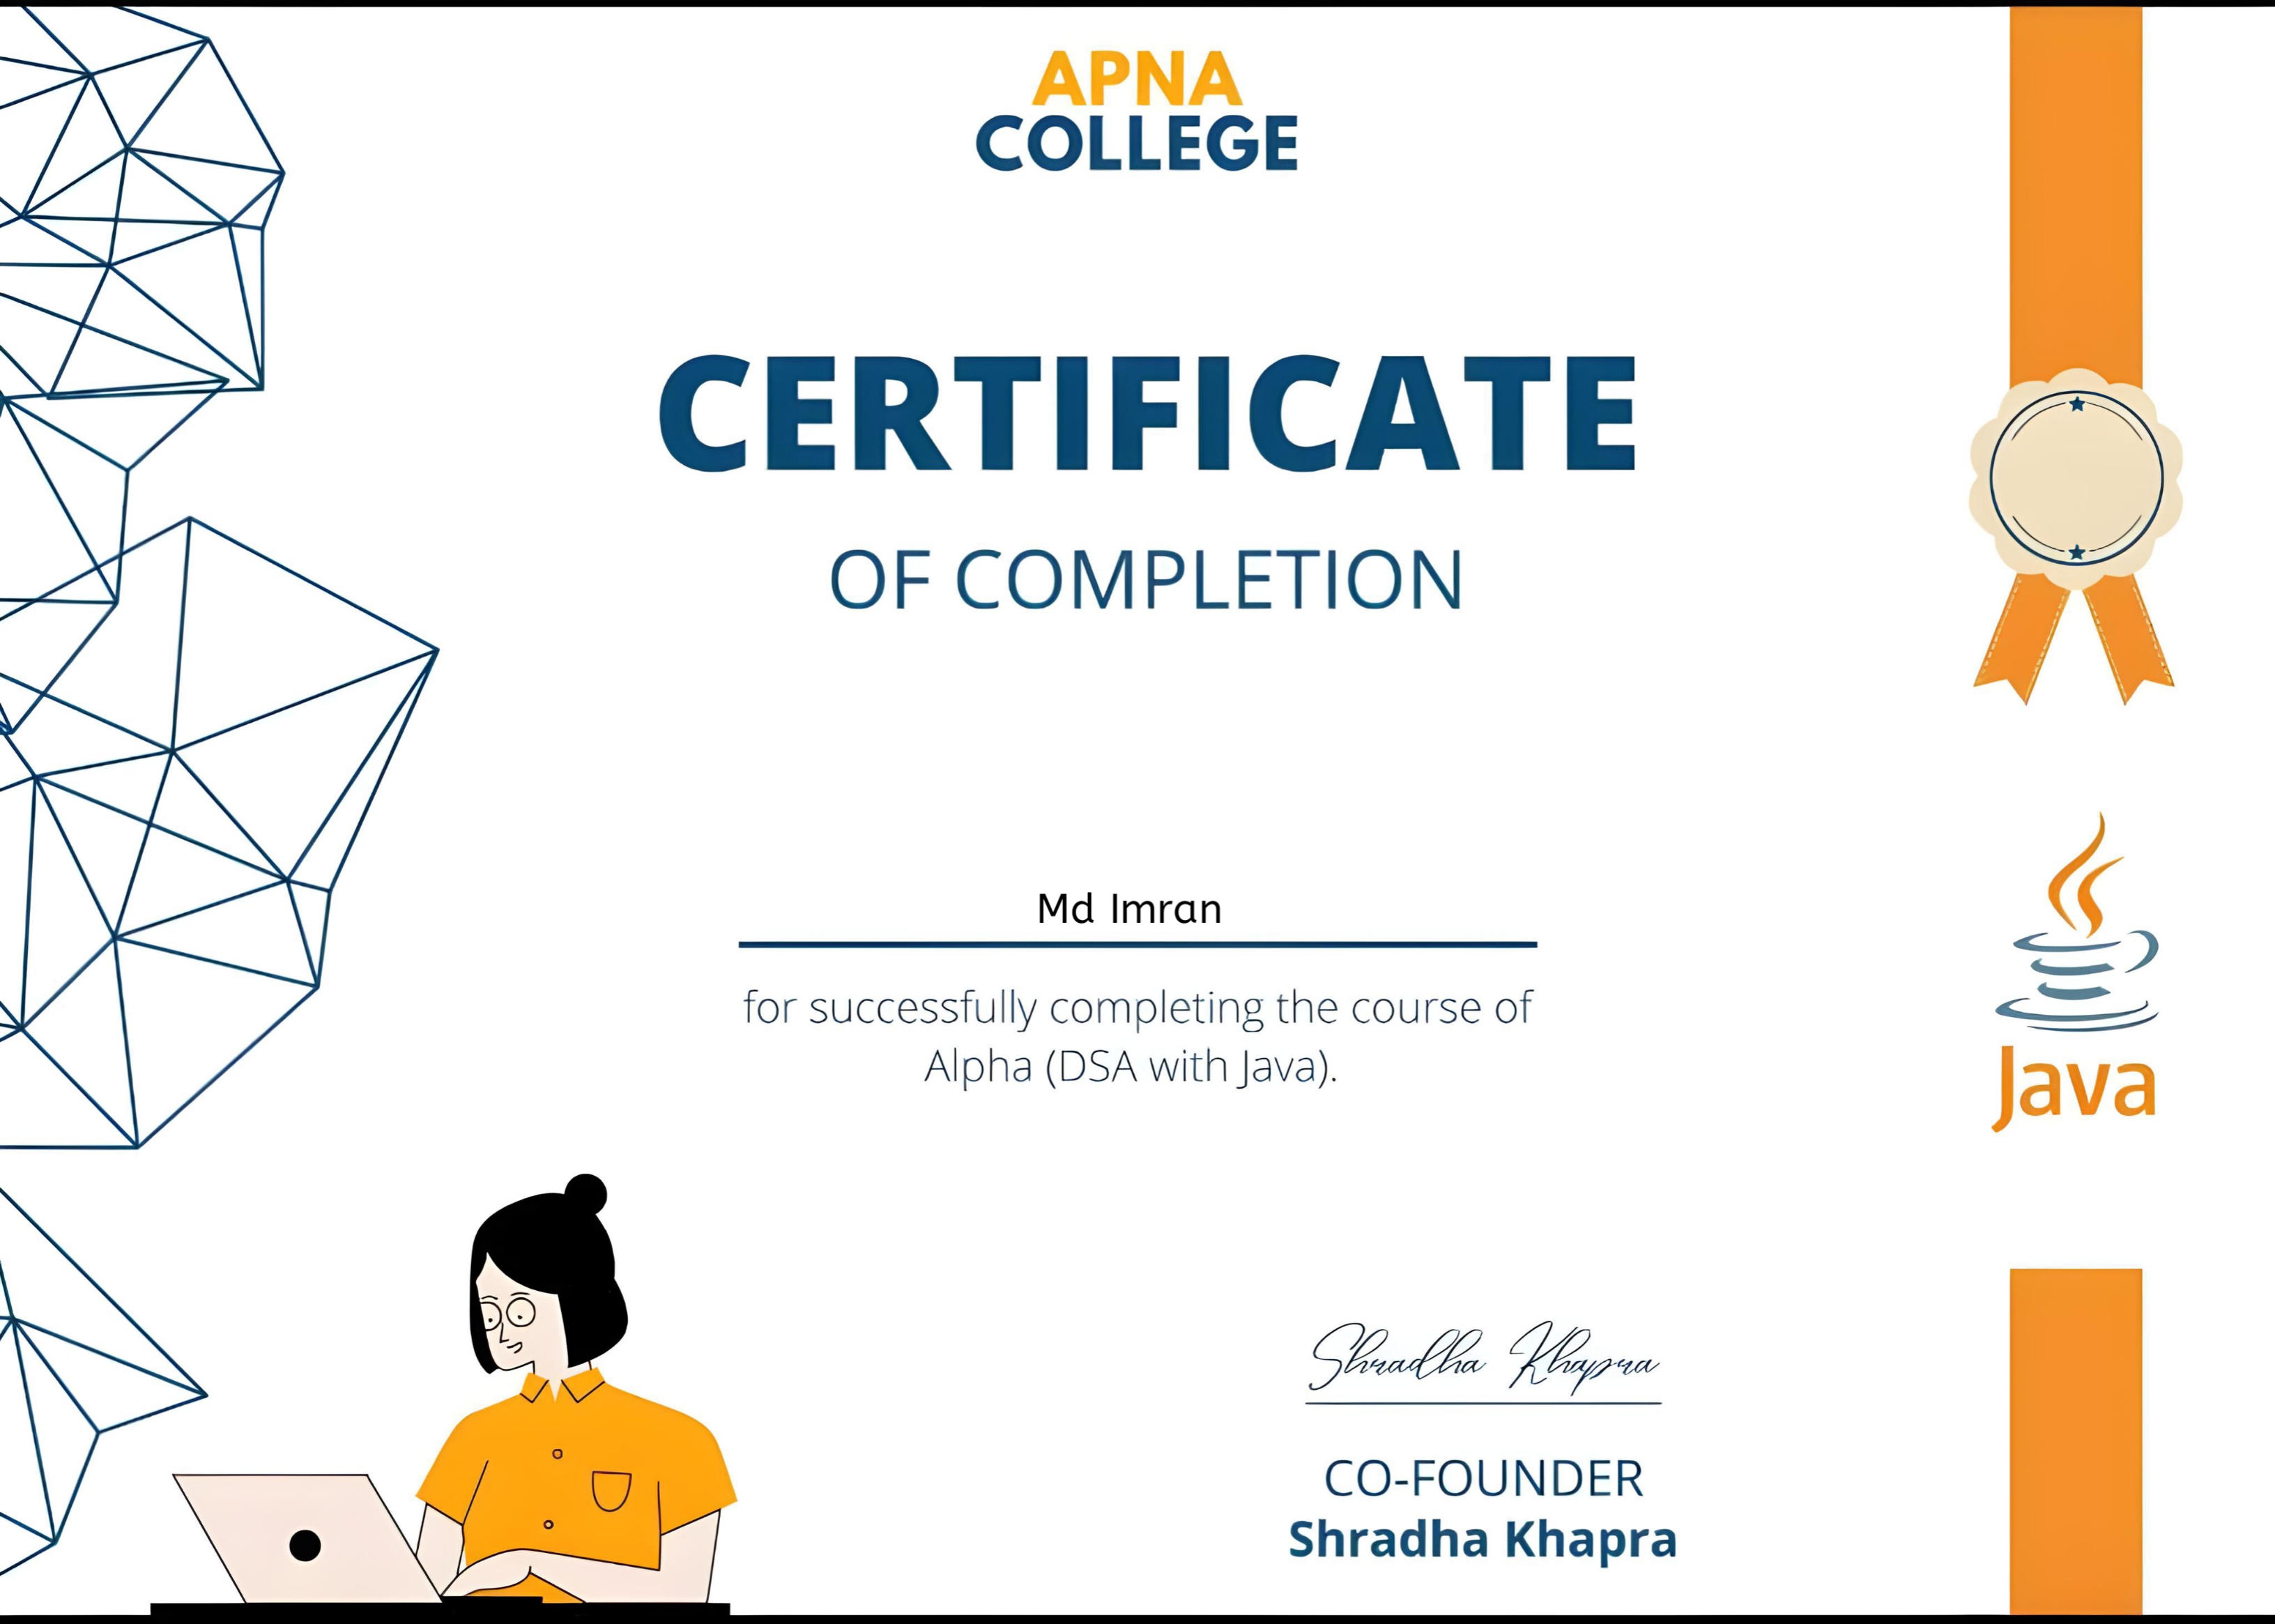 APNA
COLLEGE
CERTIFICATE
OF COMPLETION
Md Imran
for successfully completing the course of
Alpha (DSA with Java).
Java
Shradha Khapra
CO-FOUNDER
Shradha Khapra